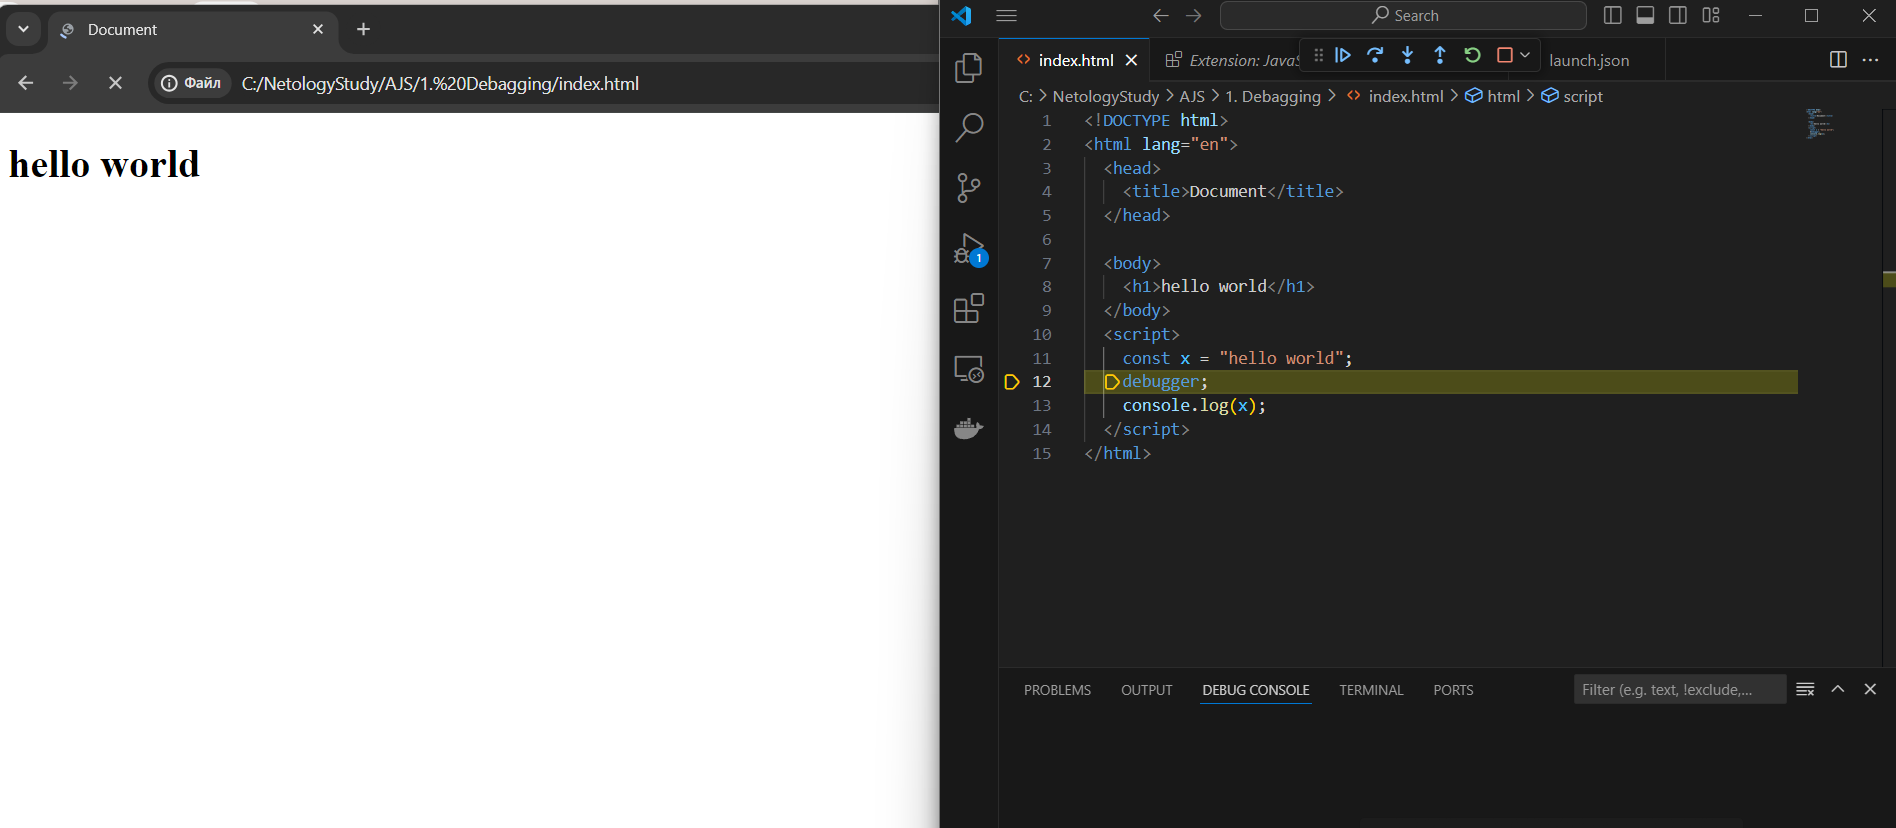 Document
Файл
C:/NetologyStudy/AJS/1.%20Debagging/index.html
hello world
Search
index.html
Extension: JavaS
launch.json
C: > NetologyStudy > AJS > 1. Debagging > index.html > html > script
1 <!DOCTYPE html>
2 <html lang="en">
3 <head>
4 <title>Document</title>
5 </head>
6
7 <body>
8 <h1>hello world</h1>
9 </body>
10 <script>
11 const x = "hello world";
12 debugger;
13 console.log(x);
14 </script>
15 </html>
1
PROBLEMS
OUTPUT
DEBUG CONSOLE
TERMINAL
PORTS
Filter (e.g. text, !exclude,...